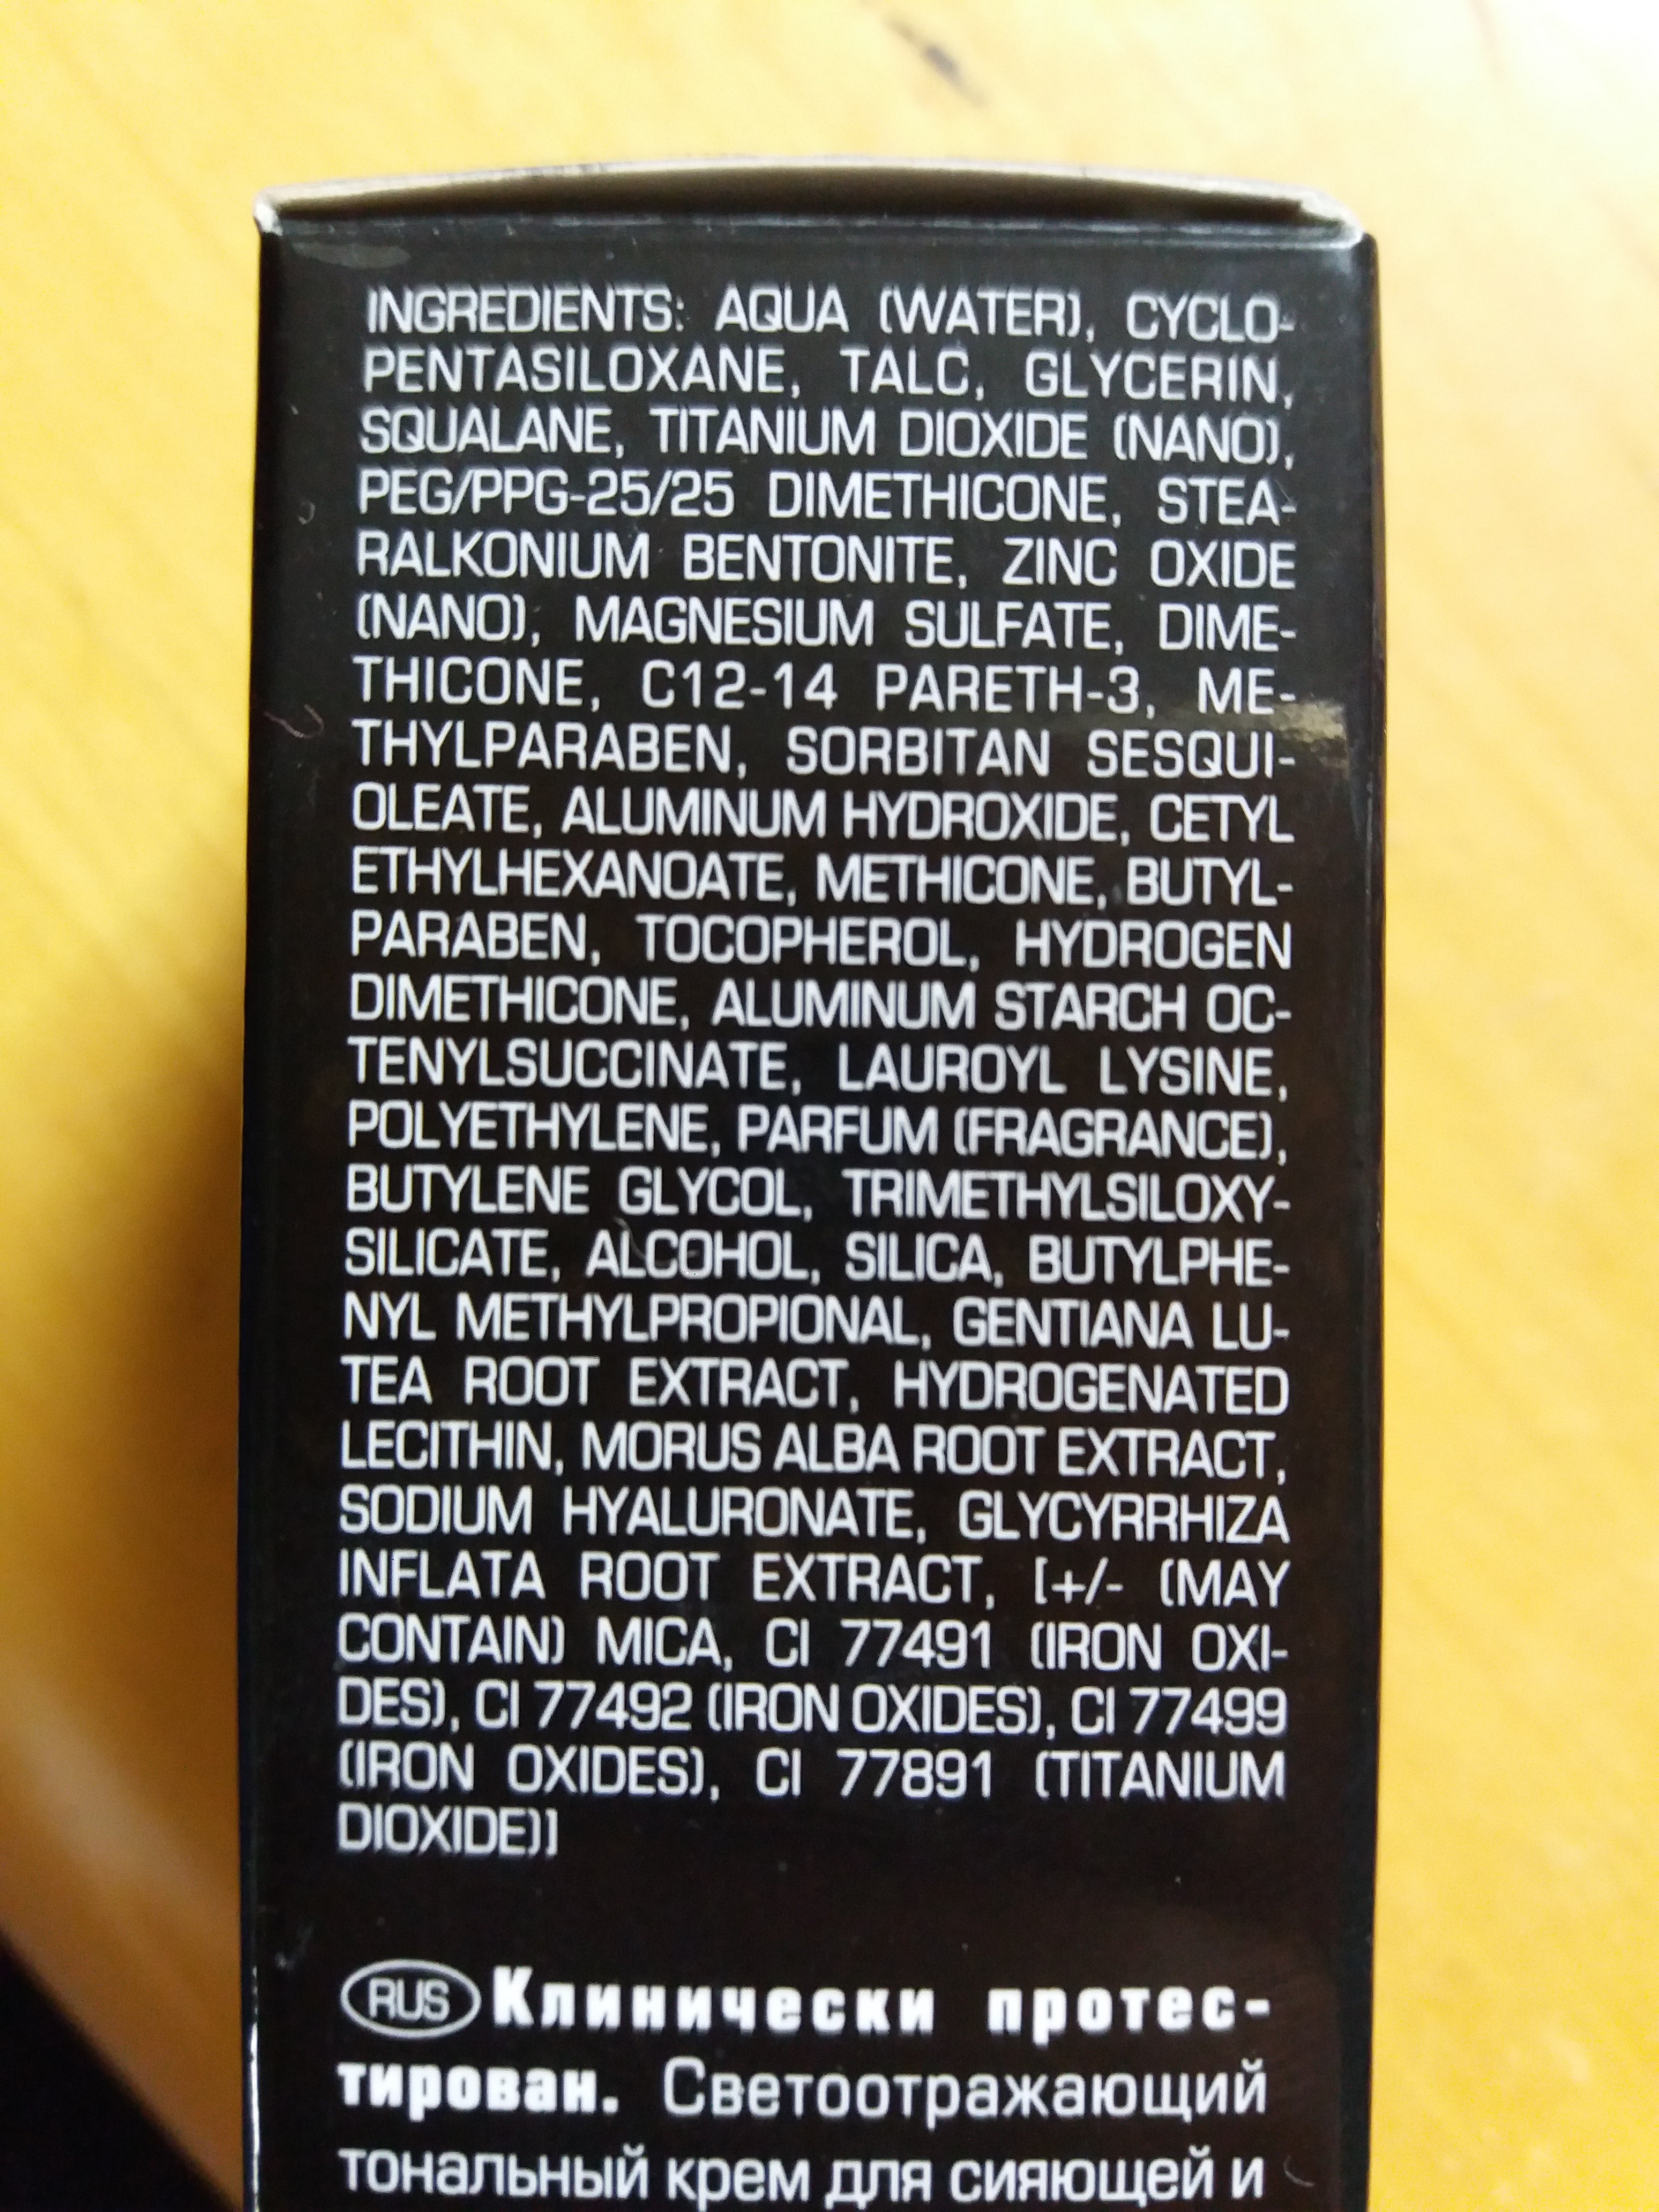 INGREDIENTS: AQUA (WATER), CYCLO-
PENTASILOXANE, TALC, GLYCERIN,
SQUALANE, TITANIUM DIOXIDE (NANO),
PEG/PPG-25/25 DIMETHICONE, STEA-
RALKONIUM BENTONITE, ZINC OXIDE
(NANO), MAGNESIUM SULFATE, DIME-
THICONE, C12-14 PARETH-3, ME-
THYLPARABEN, SORBITAN SESQUI-
OLEATE, ALUMINUM HYDROXIDE, CETYL
ETHYLHEXANOATE, METHICONE, BUTYL-
PARABEN, TOCOPHEROL, HYDROGEN
DIMETHICONE, ALUMINUM STARCH OC-
TENYLSUCCINATE, LAUROYL LYSINE,
POLYETHYLENE, PARFUM (FRAGRANCE),
BUTYLENE GLYCOL, TRIMETHYLSILOXY-
SILICATE, ALCOHOL, SILICA, BUTYLPHE-
NYL METHYLPROPIONAL, GENTIANA LU-
TEA ROOT EXTRACT, HYDROGENATED
LECITHIN, MORUS ALBA ROOT EXTRACT,
SODIUM HYALURONATE, GLYCYRRHIZA
INFLATA ROOT EXTRACT, [+/- (MAY
CONTAIN) MICA, CI 77491 (IRON OXI-
DES), CI 77492 (IRON OXIDES), CI 77499
(IRON OXIDES), CI 77891 (TITANIUM
DIOXIDE)]
RUS Клинически протес-
тирован. Светоотражающий
тональный крем для сияющей и